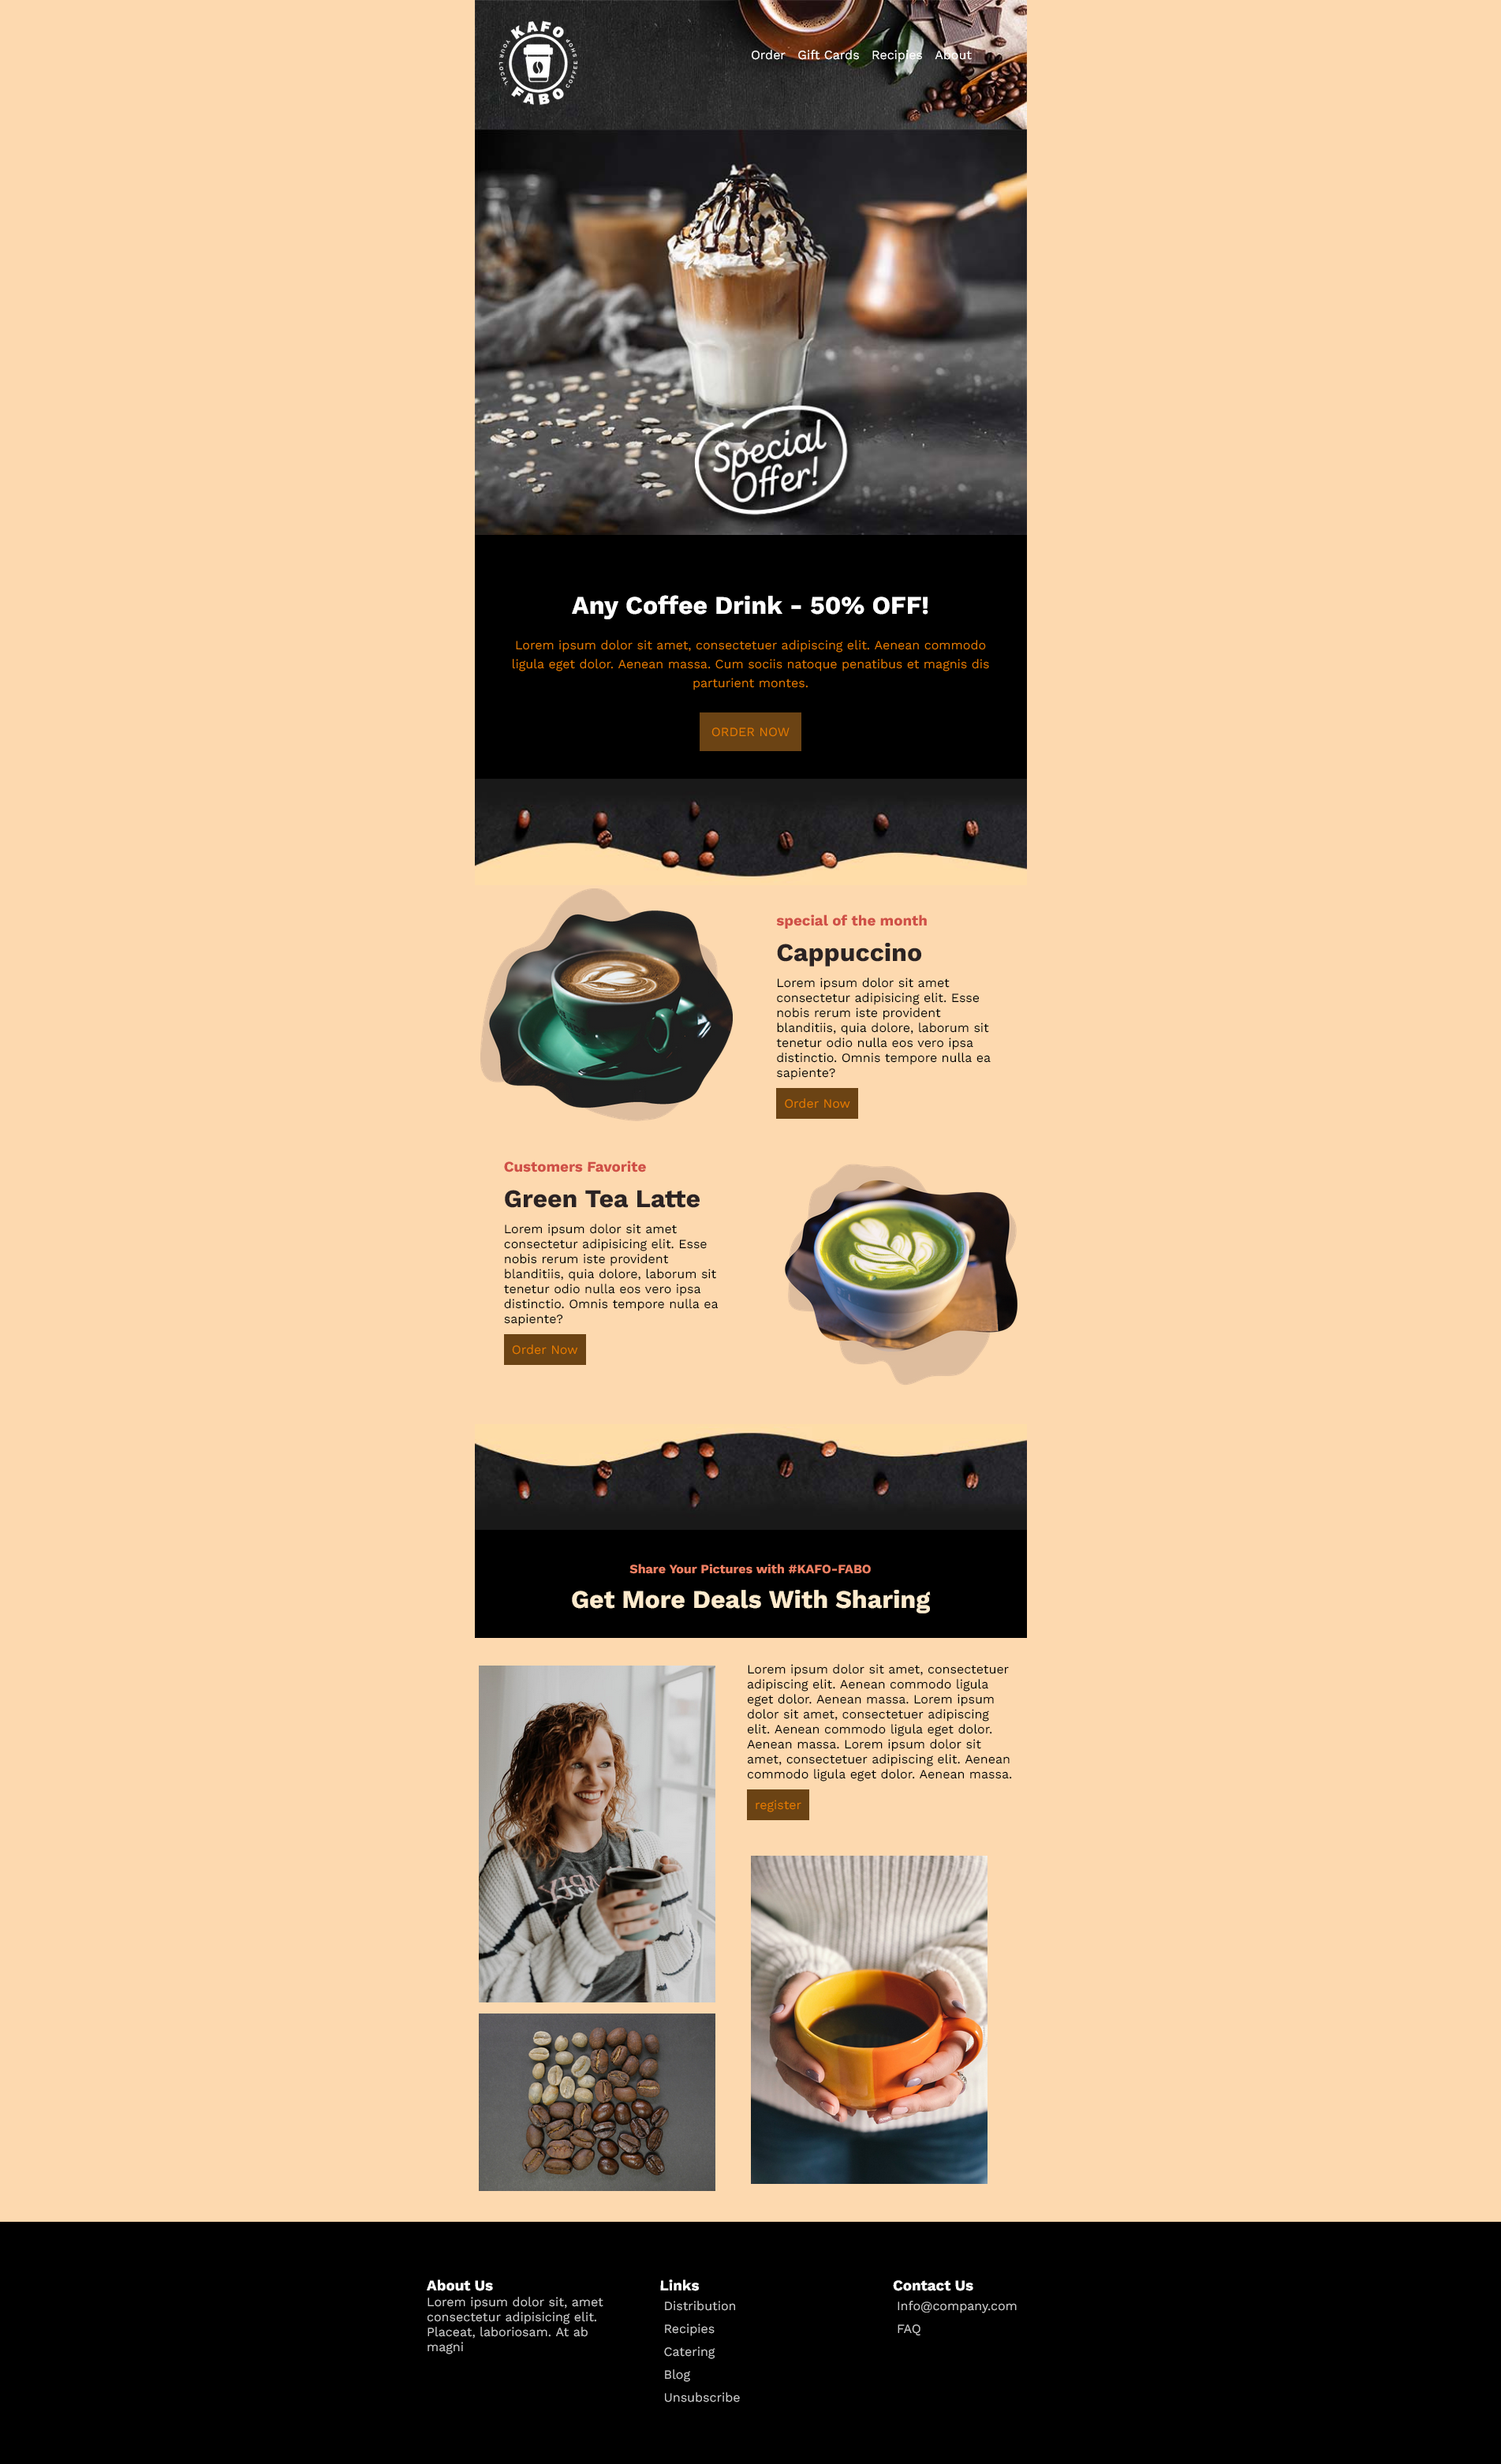 KAFO
YOUR LOCAL
COFFEE SHOP
FABO
Order Gift Cards Recipies About
Special
Offer!
Any Coffee Drink - 50% OFF!
Lorem ipsum dolor sit amet, consectetuer adipiscing elit. Aenean commodo
ligula eget dolor. Aenean massa. Cum sociis natoque penatibus et magnis dis
parturient montes.
ORDER NOW
special of the month
Cappuccino
Lorem ipsum dolor sit amet
consectetur adipisicing elit. Esse
nobis rerum iste provident
blanditiis, quia dolore, laborum sit
tenetur odio nulla eos vero ipsa
distinctio. Omnis tempore nulla ea
sapiente?
Order Now
Customers Favorite
Green Tea Latte
Lorem ipsum dolor sit amet
consectetur adipisicing elit. Esse
nobis rerum iste provident
blanditiis, quia dolore, laborum sit
tenetur odio nulla eos vero ipsa
distinctio. Omnis tempore nulla ea
sapiente?
Order Now
Share Your Pictures with #KAFO-FABO
Get More Deals With Sharing
Lorem ipsum dolor sit amet, consectetuer
adipiscing elit. Aenean commodo ligula
eget dolor. Aenean massa. Lorem ipsum
dolor sit amet, consectetuer adipiscing
elit. Aenean commodo ligula eget dolor.
Aenean massa. Lorem ipsum dolor sit
amet, consectetuer adipiscing elit. Aenean
commodo ligula eget dolor. Aenean massa.
register
About Us
Lorem ipsum dolor sit, amet
consectetur adipisicing elit.
Placeat, laboriosam. At ab
magni
Links
Distribution
Recipies
Catering
Blog
Unsubscribe
Contact Us
Info@company.com
FAQ